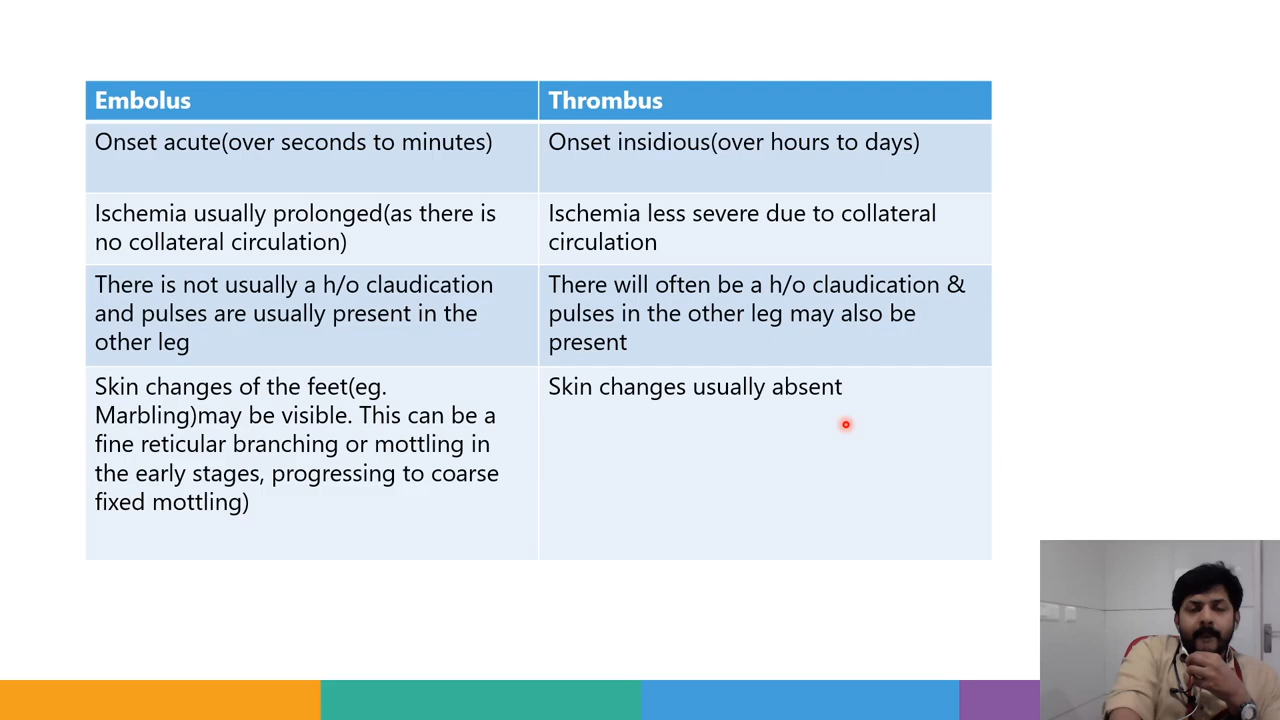 Embolus
Thrombus
Onset acute(over seconds to minutes)
Onset insidious(over hours to days)
Ischemia usually prolonged(as there is
no collateral circulation)
Ischemia less severe due to collateral
circulation
There is not usually a h/o claudication
and pulses are usually present in the
other leg
There will often be a h/o claudication &
pulses in the other leg may also be
present
Skin changes of the feet(eg.
Marbling)may be visible. This can be a
fine reticular branching or mottling in
the early stages, progressing to coarse
fixed mottling)
Skin changes usually absent